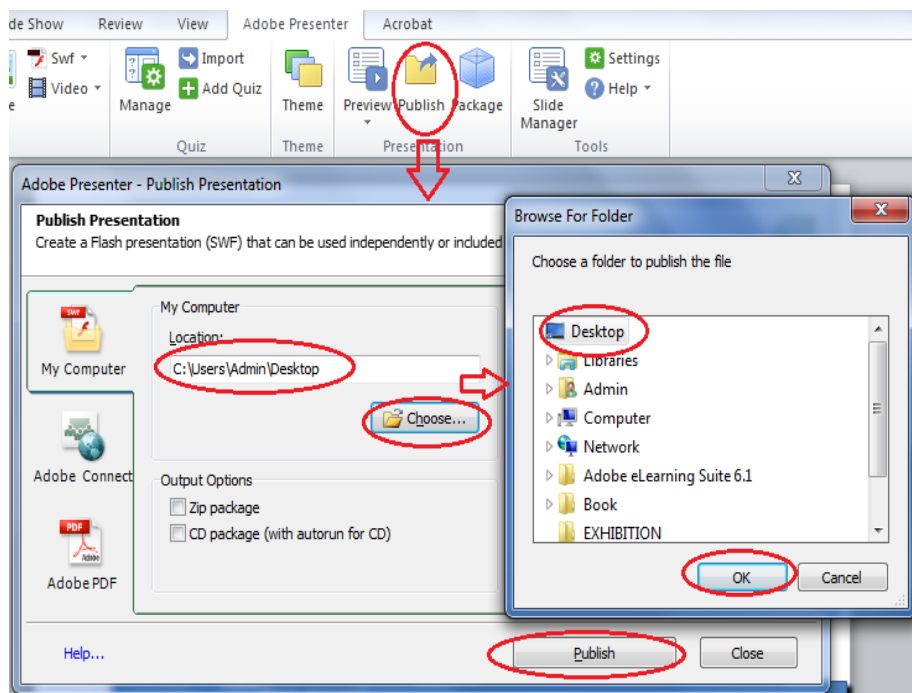 de Show Review View Adobe Presenter Acrobat
Swf Import Settings
Video Add Quiz Help
Manage Theme Preview Publish Package Slide Manager
Quiz Theme Presentation Tools
Adobe Presenter - Publish Presentation
Publish Presentation
Create a Flash presentation (SWF) that can be used independently or included
My Computer
Adobe Connect
Adobe PDF
My Computer
Location:
C:\Users\Admin\Desktop
Choose...
Output Options
Zip package
CD package (with autorun for CD)
Help...
Publish
Close
Browse For Folder
Choose a folder to publish the file
Desktop
Libraries
Admin
Computer
Network
Adobe eLearning Suite 6.1
Book
EXHIBITION
OK
Cancel